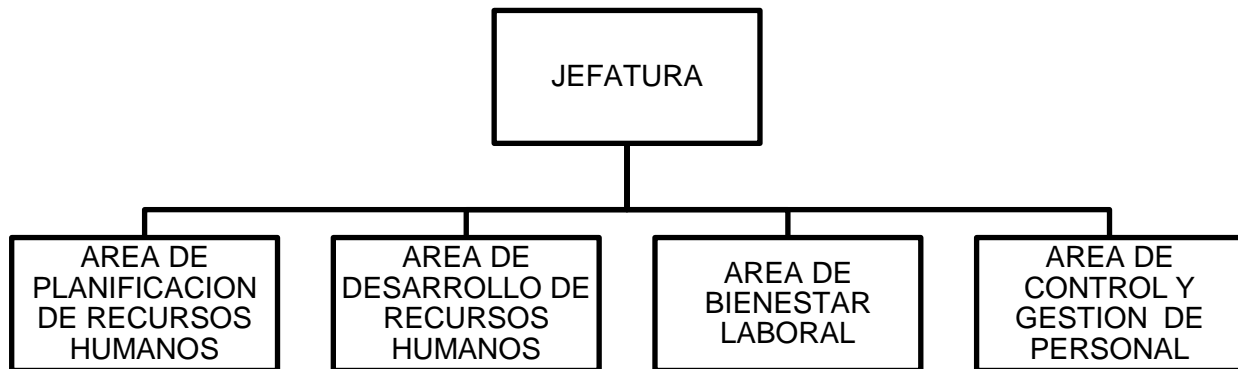 JEFATURA
AREA DE
PLANIFICACION
DE RECURSOS
HUMANOS
AREA DE
DESARROLLO DE
RECURSOS
HUMANOS
AREA DE
BIENESTAR
LABORAL
AREA DE
CONTROL Y
GESTION DE
PERSONAL